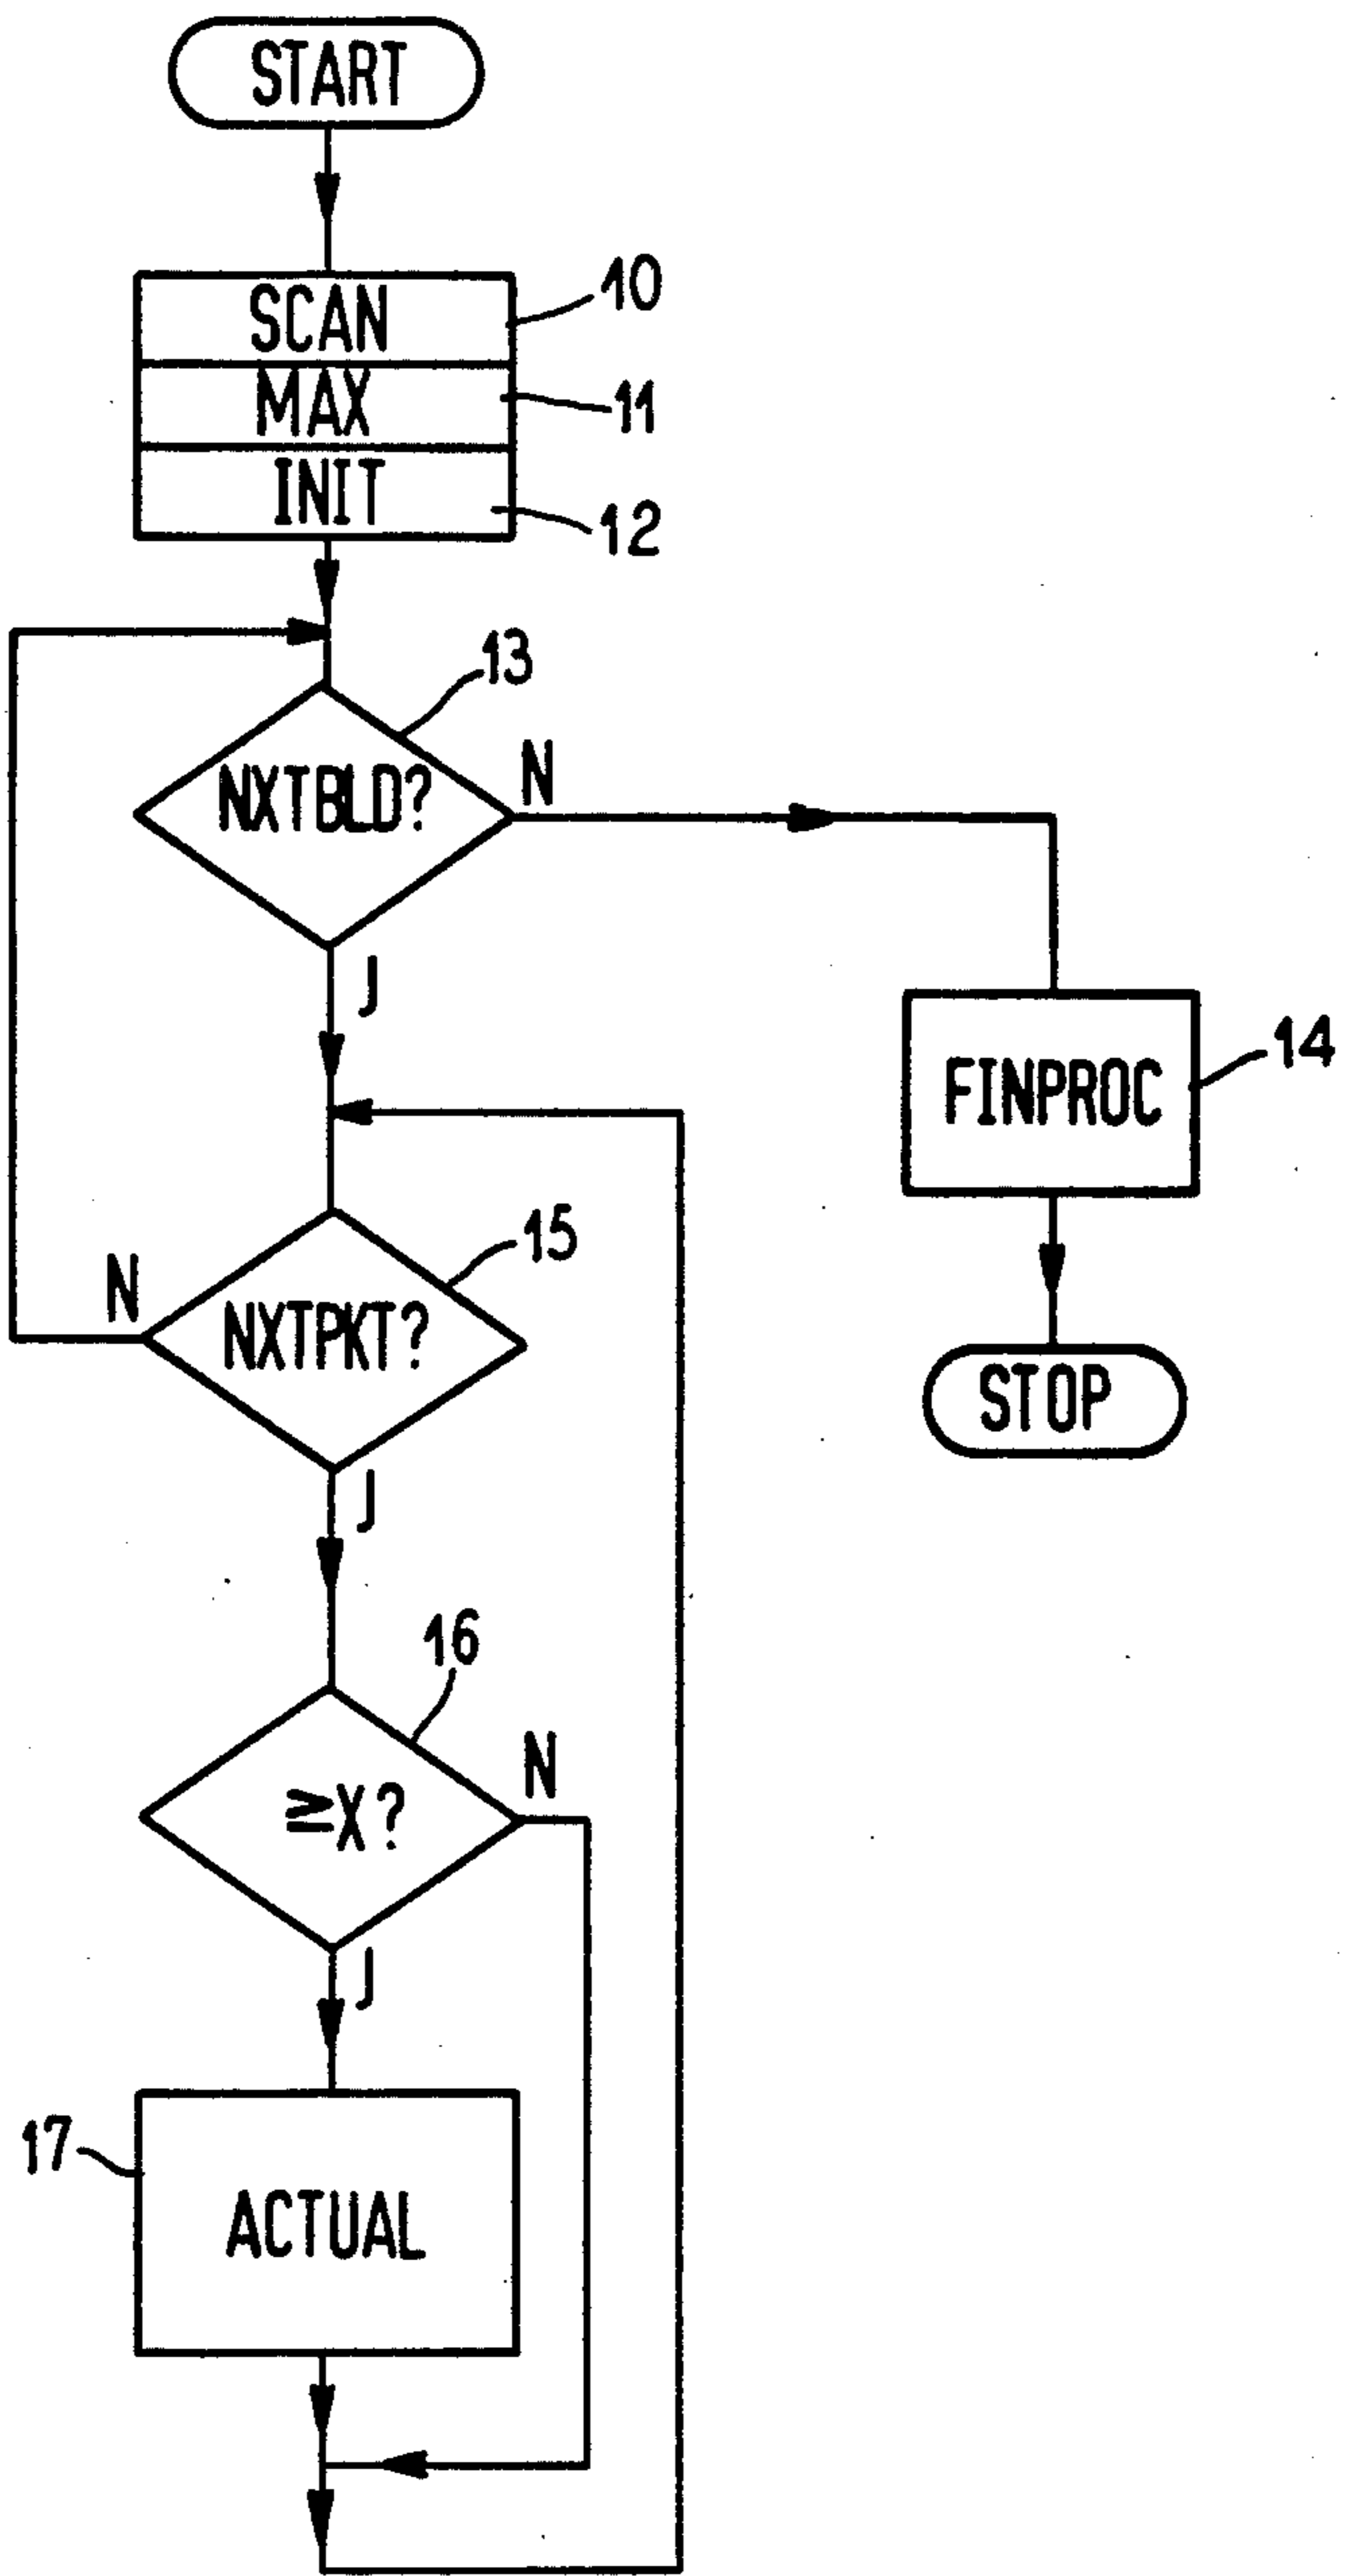 START
SCAN
10
MAX
11
INIT
12
13
NXTBLD?
N
J
FINPROC
14
15
N
NXTPKT?
STOP
J
16
N
≥X?
J
17
ACTUAL